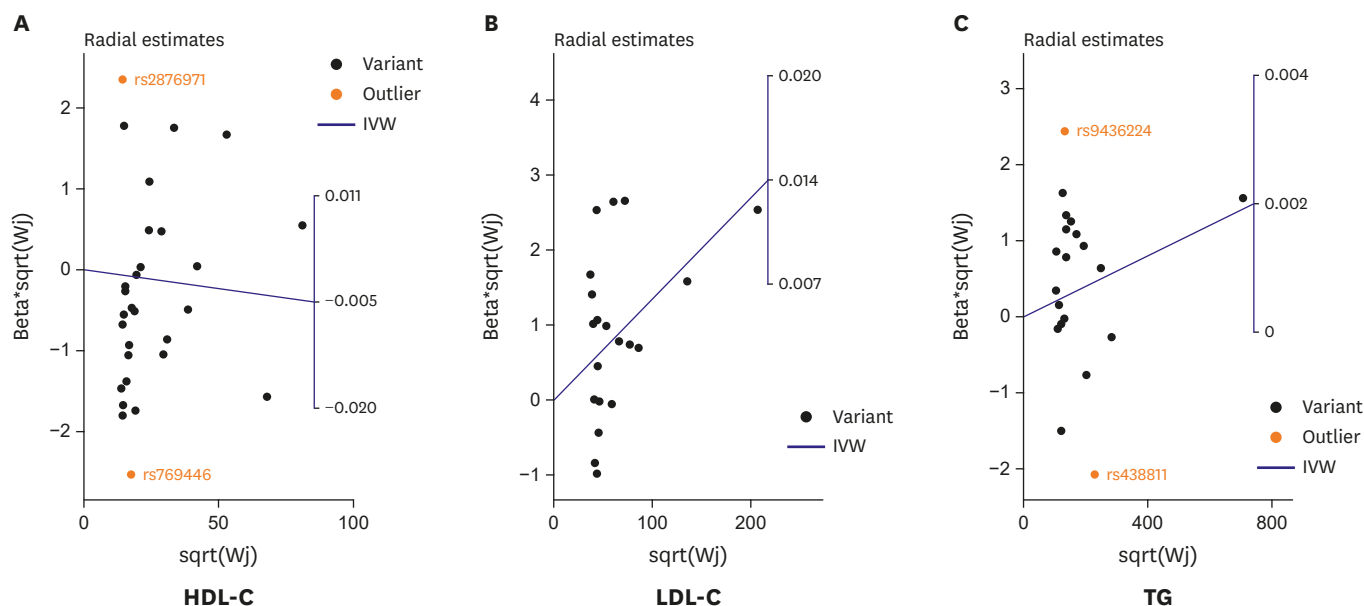 A
Radial estimates
rs2876971
Variant
Outlier
IVW
2
1
0
−1
−2
Beta*sqrt(Wj)
0.011
−0.005
−0.020
rs769446
0
50
100
sqrt(Wj)
HDL-C
B
Radial estimates
4
3
2
1
0
−1
Beta*sqrt(Wj)
0.020
0.014
0.007
Variant
IVW
0
100
200
sqrt(Wj)
LDL-C
C
Radial estimates
3
2
1
0
−1
−2
Beta*sqrt(Wj)
rs9436224
0.004
0.002
0
Variant
Outlier
IVW
rs438811
0
400
800
sqrt(Wj)
TG